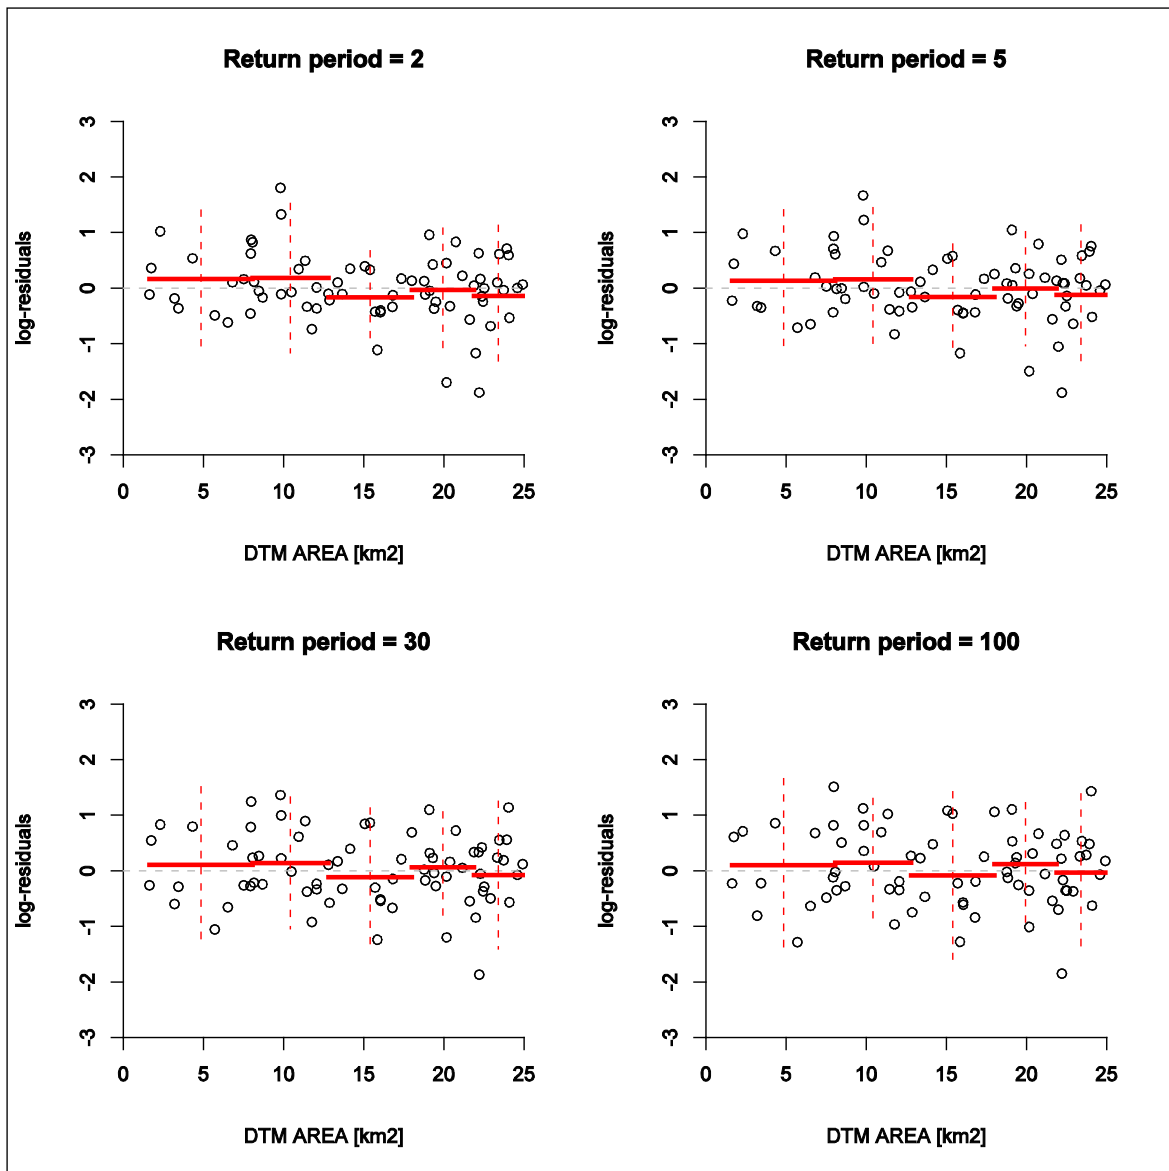 Return period = 2
log-residuals
3
2
1
0
-1
-2
-3
0 5 10 15 20 25
DTM AREA [km2]
Return period = 5
log-residuals
3
2
1
0
-1
-2
-3
0 5 10 15 20 25
DTM AREA [km2]
Return period = 30
log-residuals
3
2
1
0
-1
-2
-3
0 5 10 15 20 25
DTM AREA [km2]
Return period = 100
log-residuals
3
2
1
0
-1
-2
-3
0 5 10 15 20 25
DTM AREA [km2]